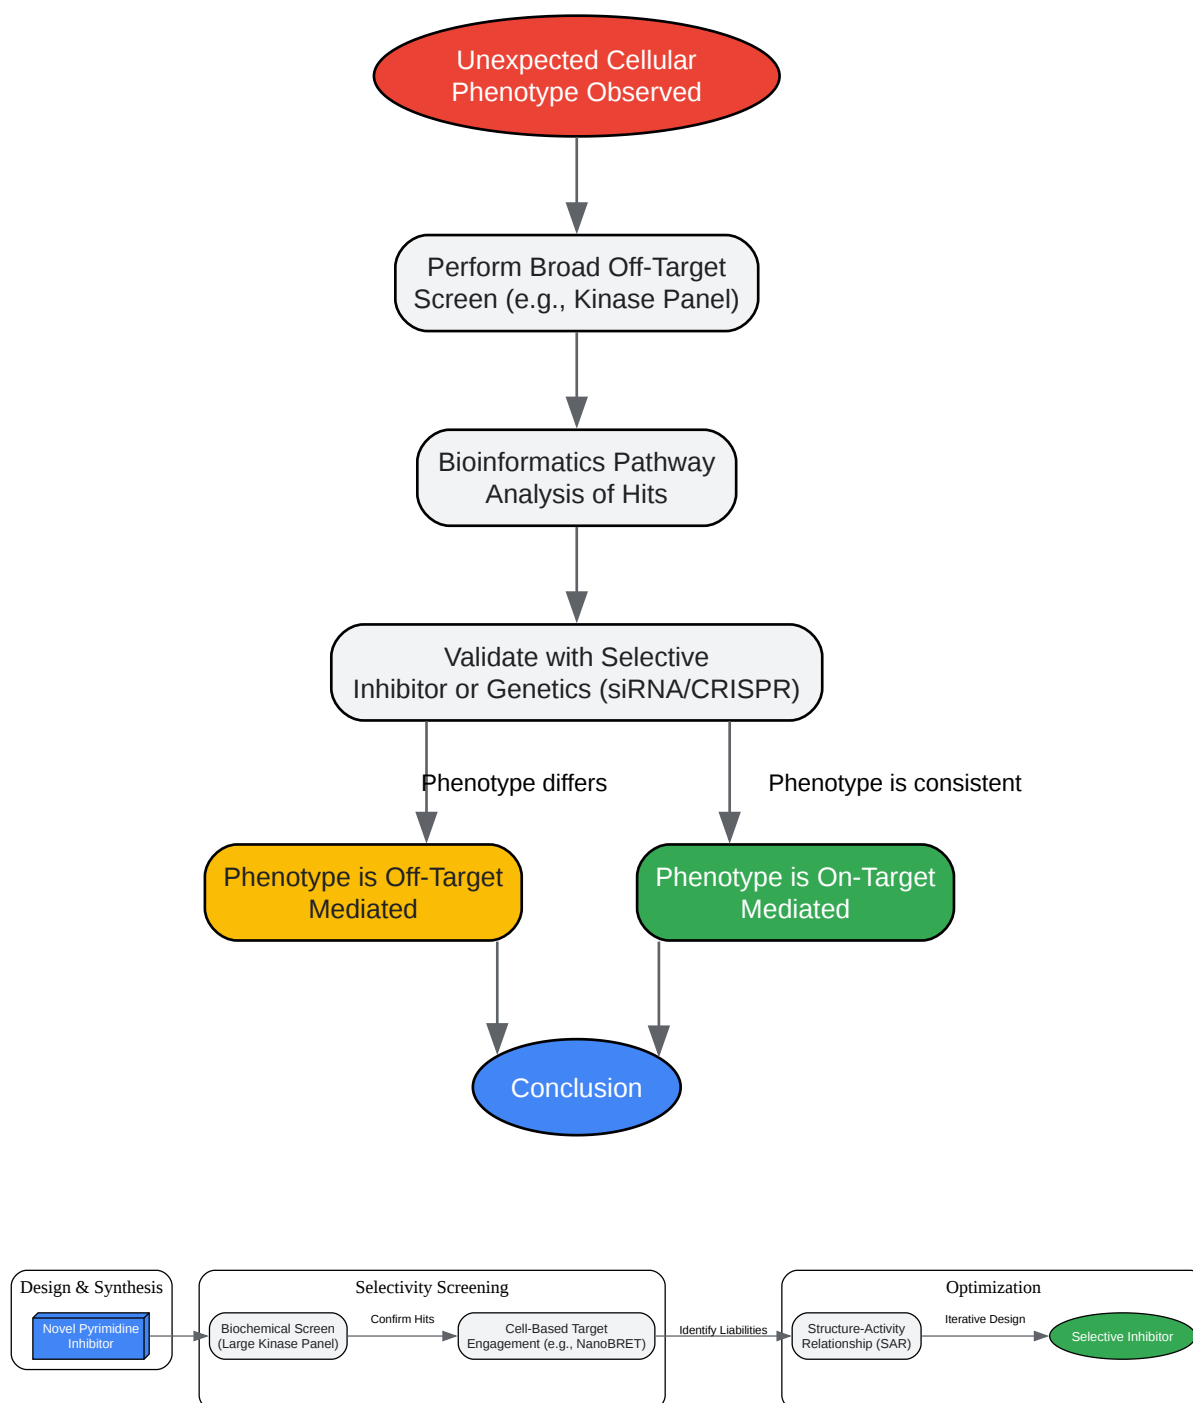 Unexpected Cellular
Phenotype Observed
Perform Broad Off-Target
Screen (e.g., Kinase Panel)
Bioinformatics Pathway
Analysis of Hits
Validate with Selective
Inhibitor or Genetics (siRNA/CRISPR)
Phenotype differs
Phenotype is consistent
Phenotype is Off-Target
Mediated
Phenotype is On-Target
Mediated
Conclusion
Design & Synthesis
Novel Pyrimidine
Inhibitor
Selectivity Screening
Biochemical Screen
(Large Kinase Panel)
Confirm Hits
Cell-Based Target
Engagement (e.g., NanoBRET)
Identify Liabilities
Optimization
Structure-Activity
Relationship (SAR)
Iterative Design
Selective Inhibitor